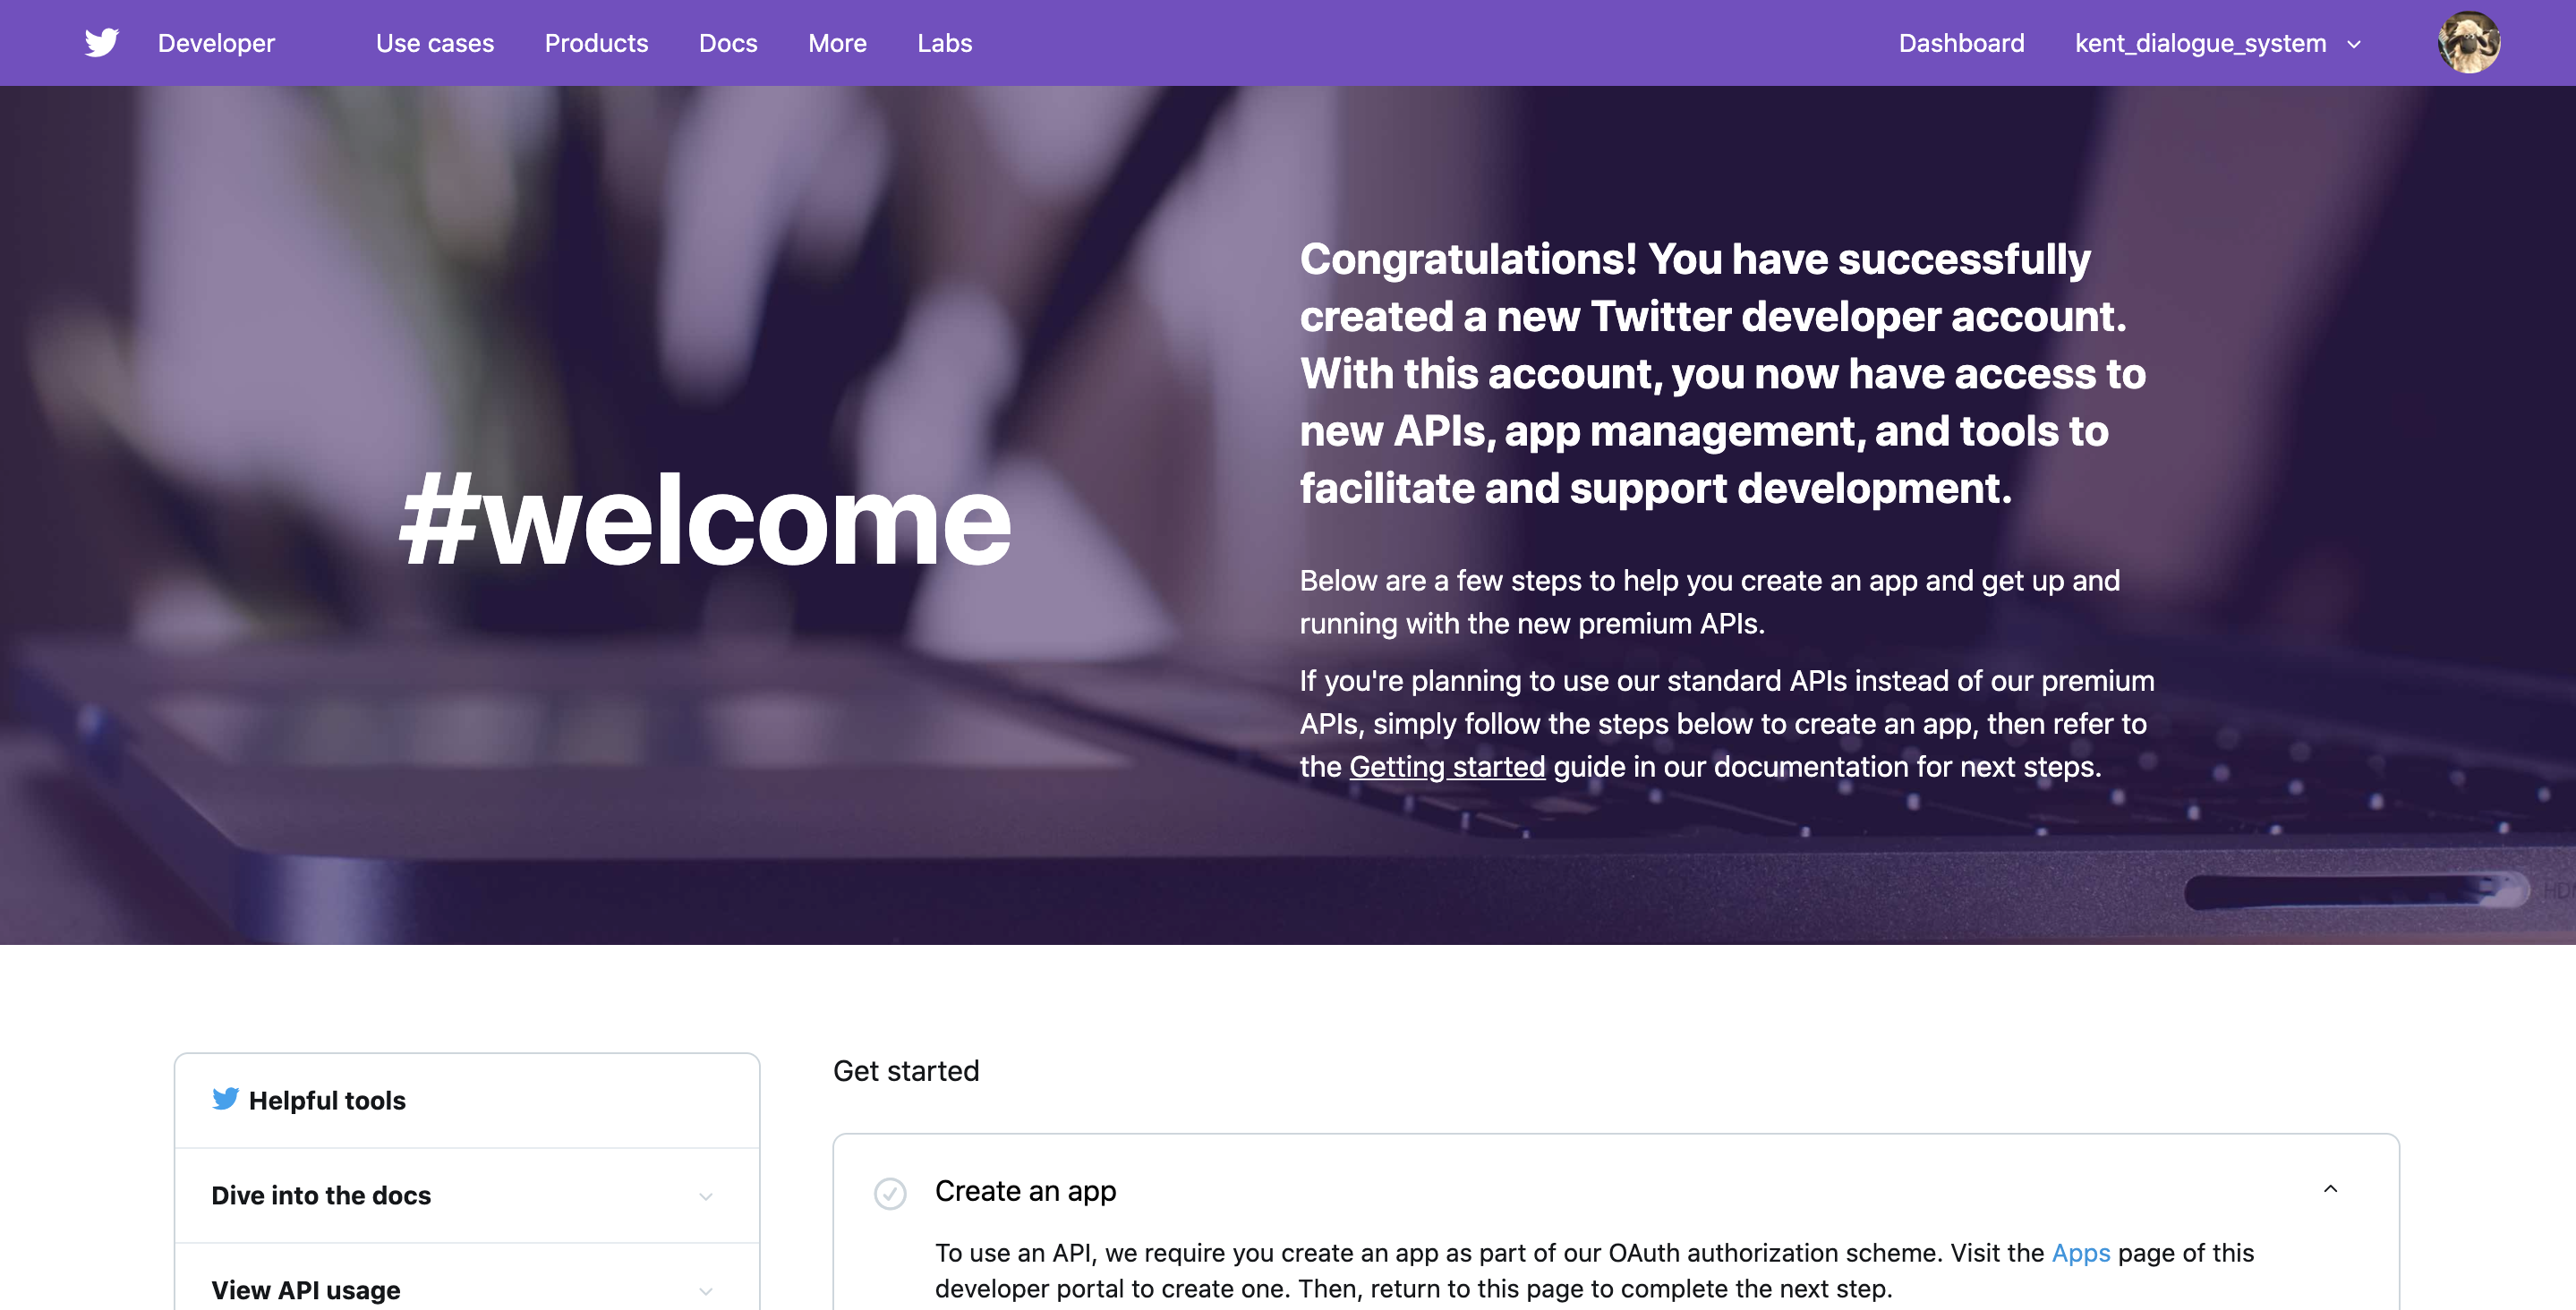 Developer
Use cases
Products
Docs
More
Labs
Dashboard
kent_dialogue_system
#welcome
Congratulations! You have successfully
created a new Twitter developer account.
With this account, you now have access to
new APIs, app management, and tools to
facilitate and support development.
Below are a few steps to help you create an app and get up and
running with the new premium APIs.
If you're planning to use our standard APIs instead of our premium
APIs, simply follow the steps below to create an app, then refer to
the Getting started guide in our documentation for next steps.
Helpful tools
Dive into the docs
View API usage
Get started
Create an app
To use an API, we require you create an app as part of our OAuth authorization scheme. Visit the Apps page of this
developer portal to create one. Then, return to this page to complete the next step.